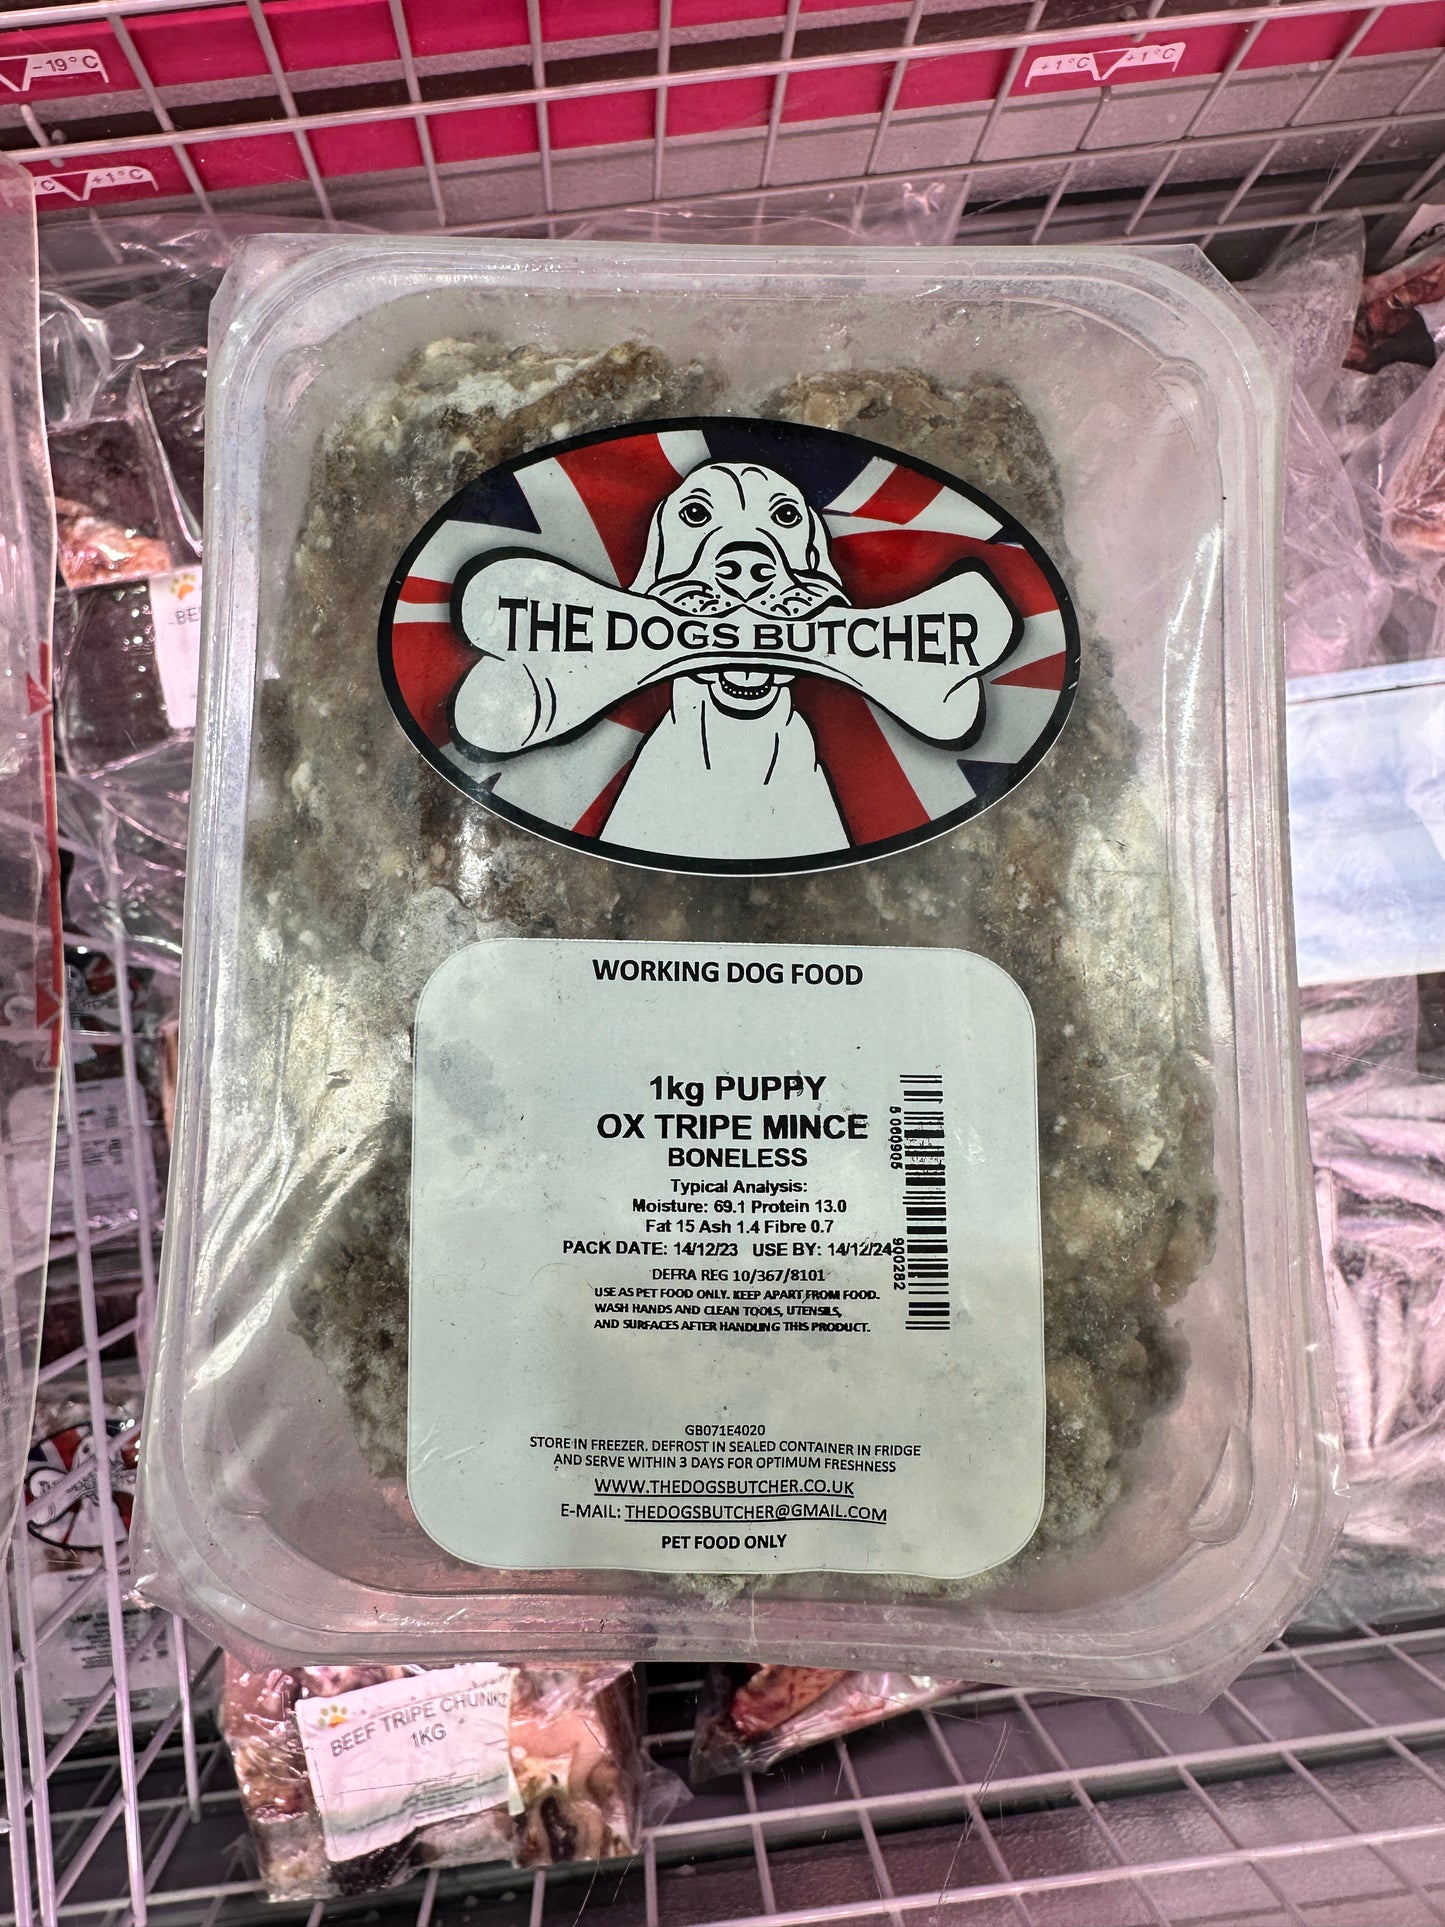 -19°C
+1°C +1°C
°C +1°C
THE DOGS BUTCHER
WORKING DOG FOOD
1kg PUPPY
OX TRIPE MINCE
BONELESS
Typical Analysis:
Moisture: 69.1 Protein 13.0
Fat 15 Ash 1.4 Fibre 0.7
PACK DATE: 14/12/23 USE BY: 14/12/24
DEFRA REG 10/367/8101
USE AS PET FOOD ONLY. KEEP APART FROM FOOD.
WASH HANDS AND CLEAN TOOLS, UTENSILS,
AND SURFACES AFTER HANDLING THIS PRODUCT.
5 060905 900282
GB071E4020
STORE IN FREEZER. DEFROST IN SEALED CONTAINER IN FRIDGE
AND SERVE WITHIN 3 DAYS FOR OPTIMUM FRESHNESS
WWW.THEDOGSBUTCHER.CO.UK
E-MAIL: THEDOGSBUTCHER@GMAIL.COM
PET FOOD ONLY
BEEF TRIPE CHUNKS
1KG